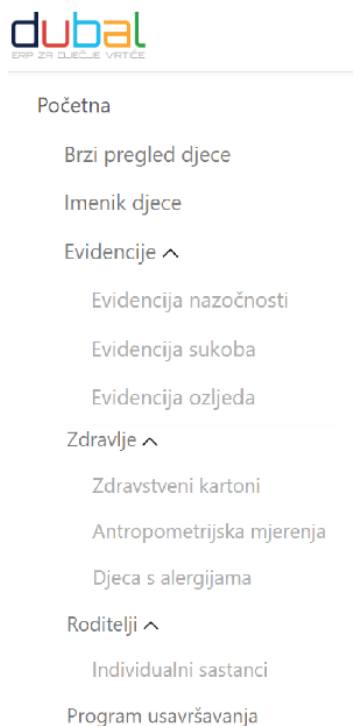 dubal
ERP ZA DJEČJE VRTIĆE
Početna
Brzi pregled djece
Imenik djece
Evidencije
Evidencija nazočnosti
Evidencija sukoba
Evidencija ozljeda
Zdravlje
Zdravstveni kartoni
Antropometrijska mjerenja
Djeca s alergijama
Roditelji
Individualni sastanci
Program usavršavanja